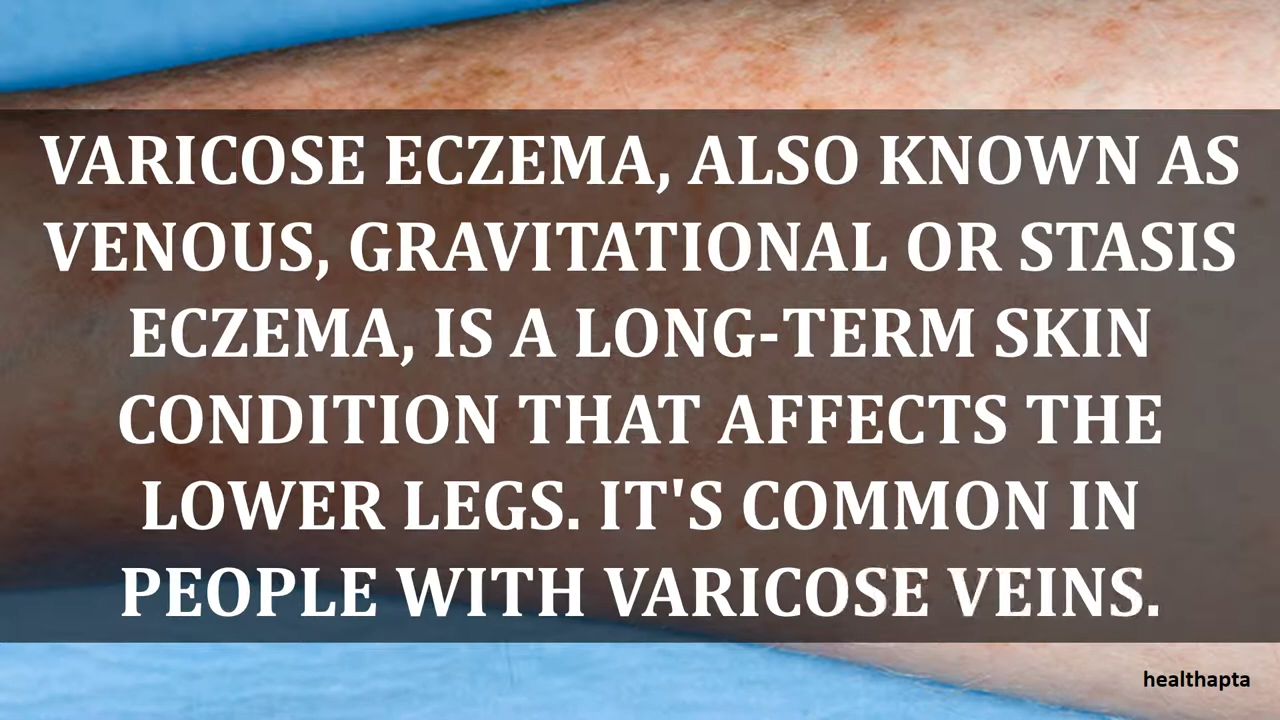 VARICOSE ECZEMA, ALSO KNOWN AS
VENOUS, GRAVITATIONAL OR STASIS
ECZEMA, IS A LONG-TERM SKIN
CONDITION THAT AFFECTS THE
LOWER LEGS. IT'S COMMON IN
PEOPLE WITH VARICOSE VEINS.
healthapta